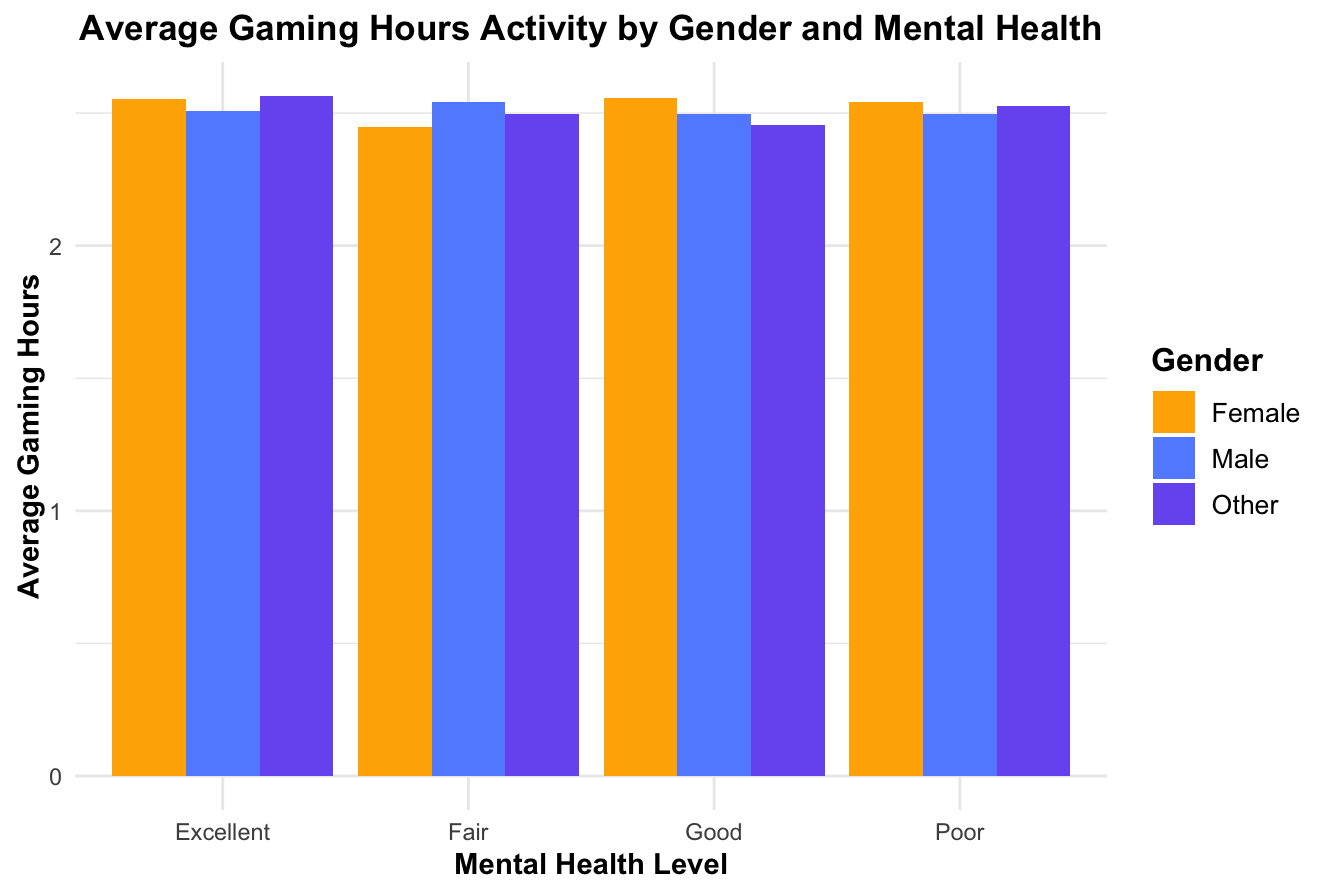 Average Gaming Hours Activity by Gender and Mental Health
Average Gaming Hours
2
1
0
Excellent
Fair
Good
Poor
Mental Health Level
Gender
Female
Male
Other